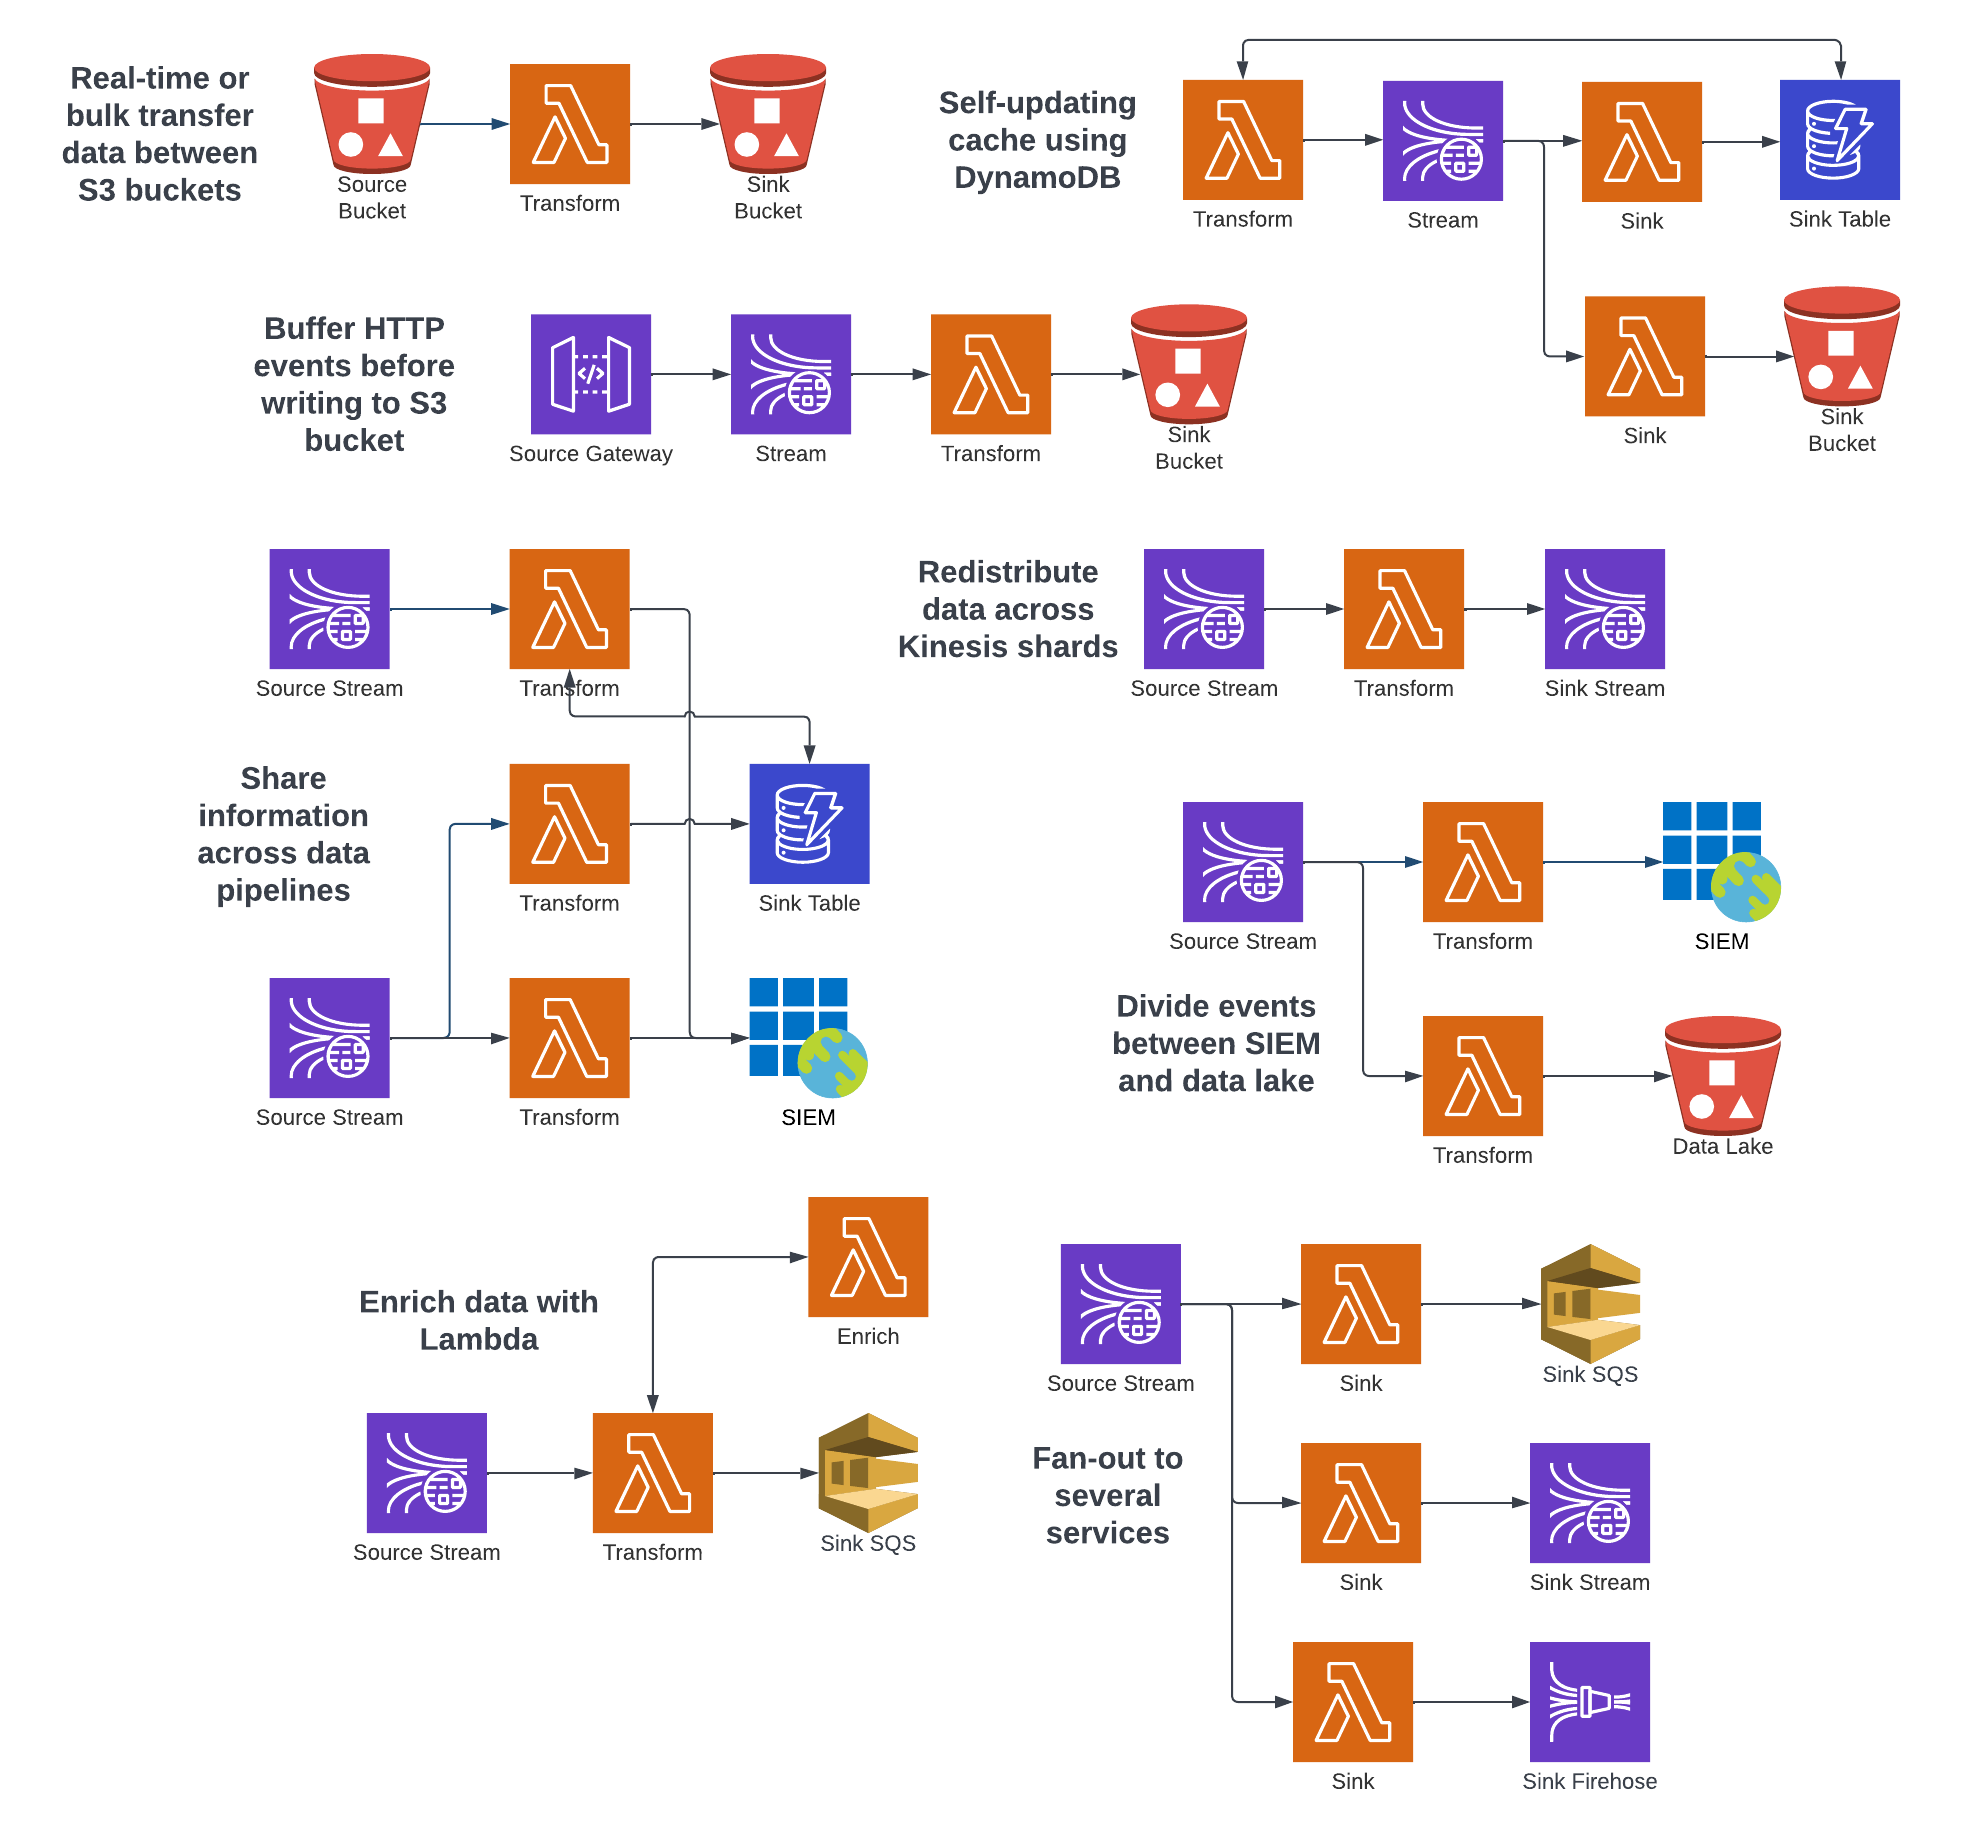 Real-time or
bulk transfer
data between
S3 buckets
Source
Bucket
Transform
Sink
Bucket
Self-updating
cache using
DynamoDB
Transform
Stream
Sink
Sink Table
Sink
Sink
Bucket
Buffer HTTP
events before
writing to S3
bucket
Source Gateway
Stream
Transform
Sink
Bucket
Source Stream
Transform
Share
information
across data
pipelines
Transform
Sink Table
Source Stream
Transform
SIEM
Redistribute
data across
Kinesis shards
Source Stream
Transform
Sink Stream
Source Stream
Transform
SIEM
Divide events
between SIEM
and data lake
Transform
Data Lake
Enrich data with
Lambda
Enrich
Source Stream
Transform
Sink SQS
Source Stream
Sink
Sink SQS
Fan-out to
several
services
Sink
Sink Stream
Sink
Sink Firehose